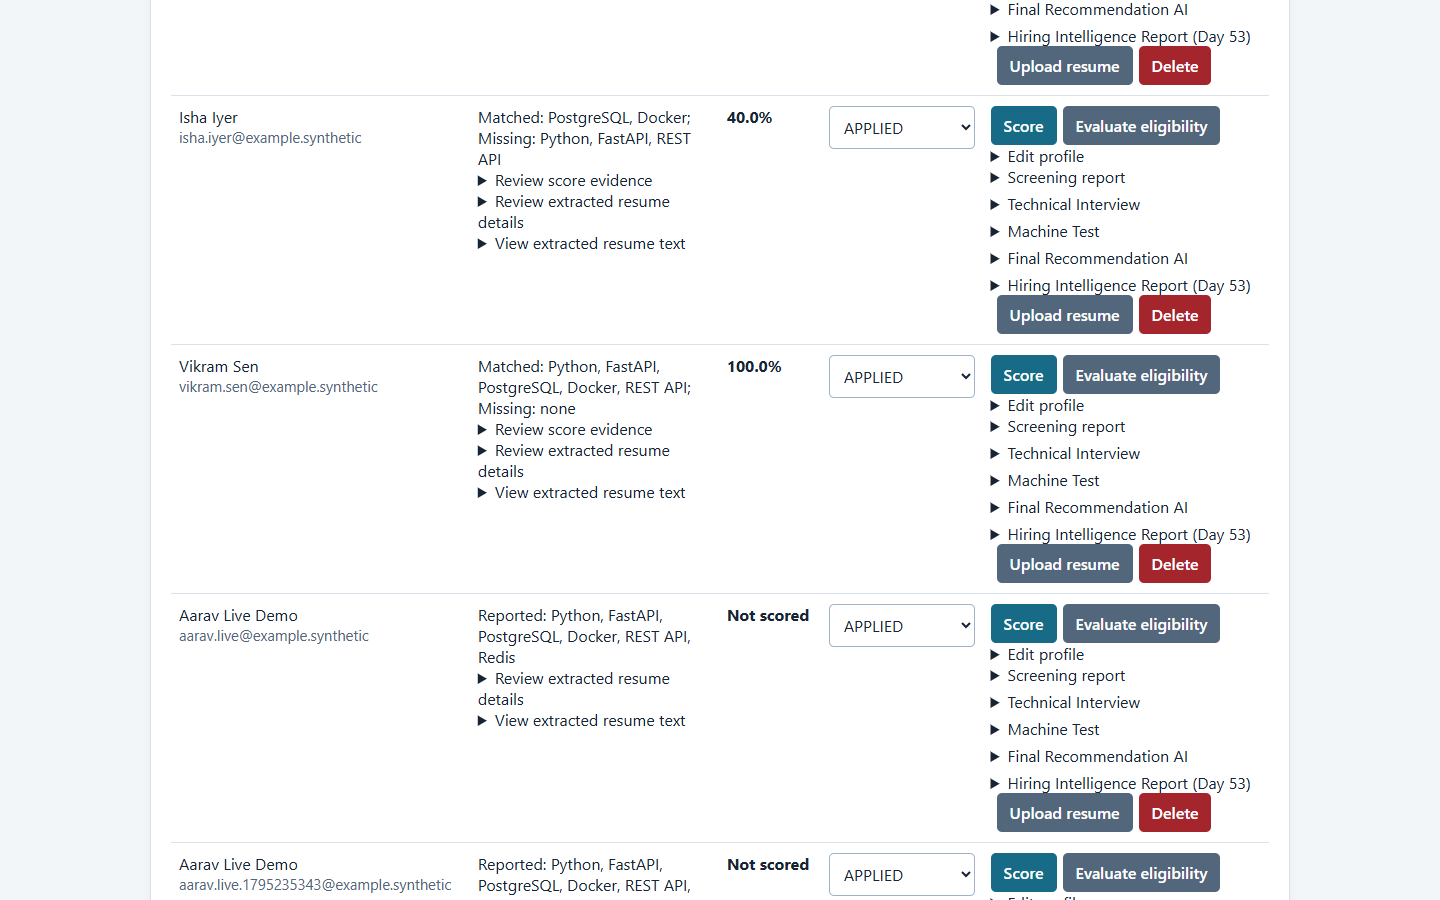 Final Recommendation AI
Hiring Intelligence Report (Day 53)
Upload resume Delete
Isha Iyer
isha.iyer@example.synthetic
Matched: PostgreSQL, Docker;
Missing: Python, FastAPI, REST
API
Review score evidence
Review extracted resume
details
View extracted resume text
40.0%
APPLIED
Score Evaluate eligibility
Edit profile
Screening report
Technical Interview
Machine Test
Final Recommendation AI
Hiring Intelligence Report (Day 53)
Upload resume Delete
Vikram Sen
vikram.sen@example.synthetic
Matched: Python, FastAPI,
PostgreSQL, Docker, REST API;
Missing: none
Review score evidence
Review extracted resume
details
View extracted resume text
100.0%
APPLIED
Score Evaluate eligibility
Edit profile
Screening report
Technical Interview
Machine Test
Final Recommendation AI
Hiring Intelligence Report (Day 53)
Upload resume Delete
Aarav Live Demo
aarav.live@example.synthetic
Reported: Python, FastAPI,
PostgreSQL, Docker, REST API,
Redis
Review extracted resume
details
View extracted resume text
Not scored
APPLIED
Score Evaluate eligibility
Edit profile
Screening report
Technical Interview
Machine Test
Final Recommendation AI
Hiring Intelligence Report (Day 53)
Upload resume Delete
Aarav Live Demo
aarav.live.1795235343@example.synthetic
Reported: Python, FastAPI,
PostgreSQL, Docker, REST API,
Not scored
APPLIED
Score Evaluate eligibility